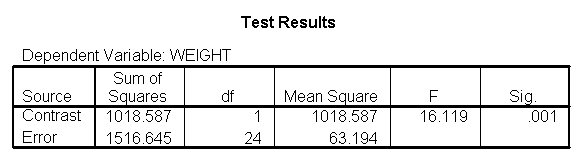 Test Results
Dependent Variable: WEIGHT
Source Sum of Squares df Mean Square F Sig.
Contrast 1018.587 1 1018.587 16.119 .001
Error 1516.645 24 63.194